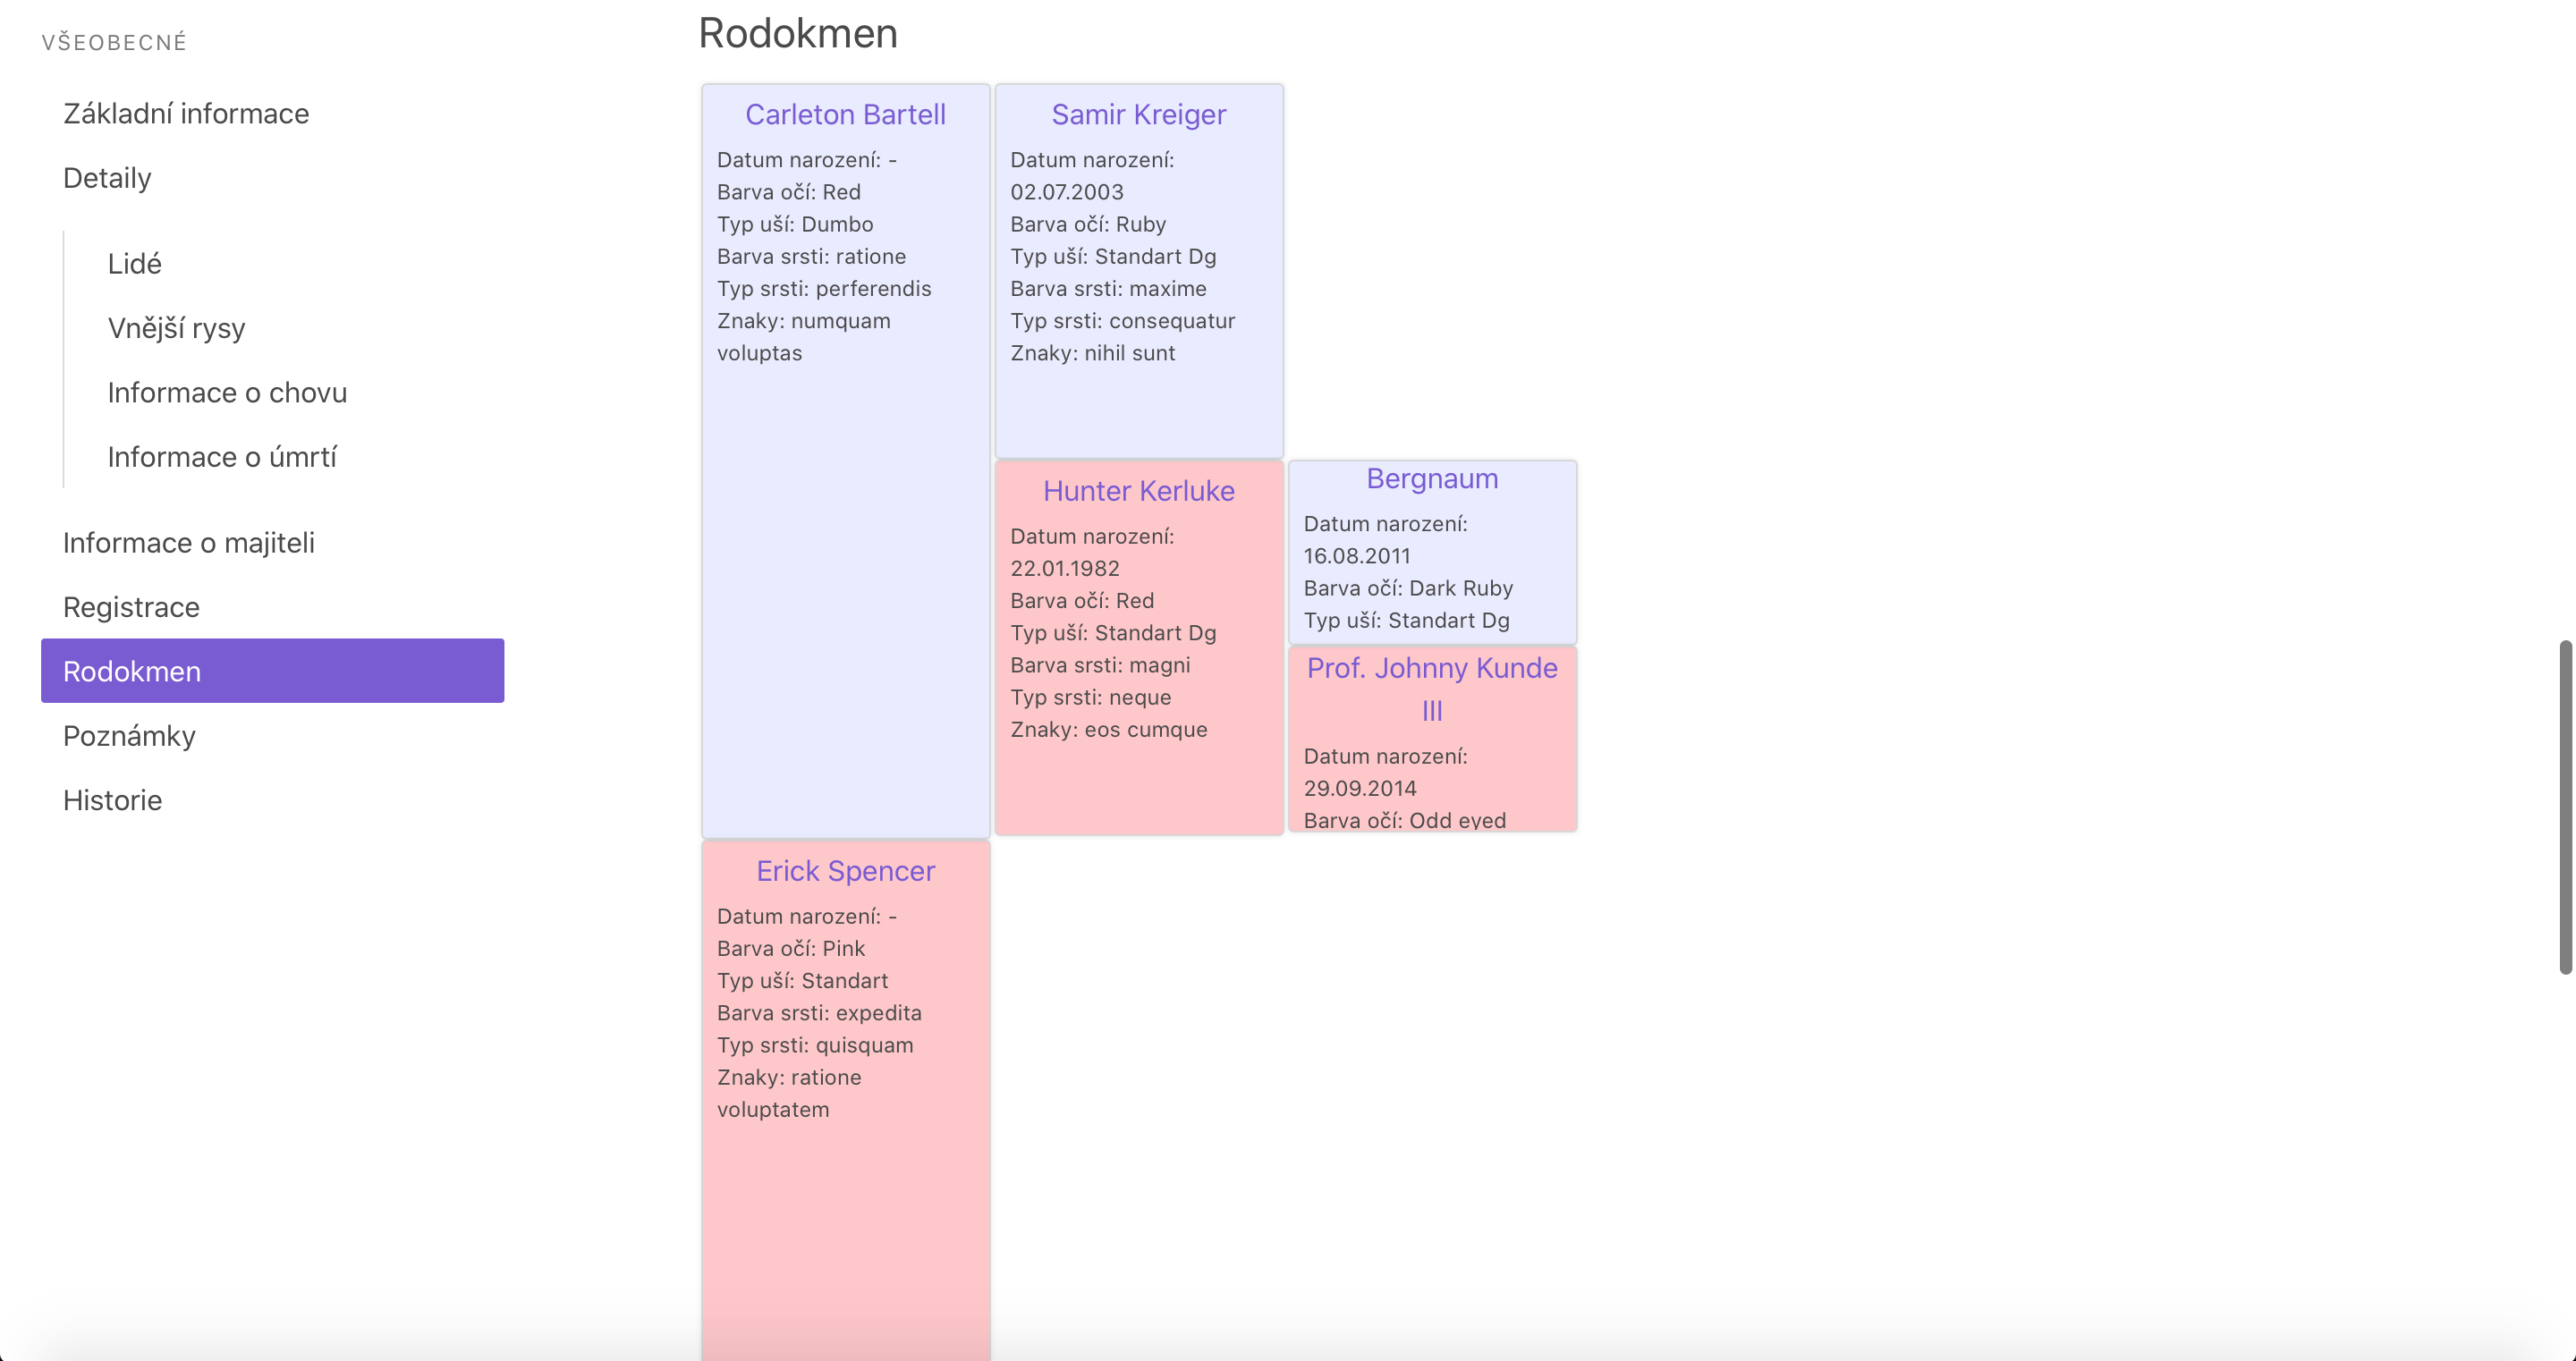 VŠEOBECNÉ
Základní informace
Detaily
Lidé
Vnější rysy
Informace o chovu
Informace o úmrtí
Informace o majiteli
Registrace
Rodokmen
Poznámky
Historie
Rodokmen
Carleton Bartell
Datum narození: -
Barva očí: Red
Typ uší: Dumbo
Barva srsti: ratione
Typ srsti: perferendis
Znaky: numquam
voluptas
Samir Kreiger
Datum narození:
02.07.2003
Barva očí: Ruby
Typ uší: Standart Dg
Barva srsti: maxime
Typ srsti: consequatur
Znaky: nihil sunt
Hunter Kerluke
Datum narození:
22.01.1982
Barva očí: Red
Typ uší: Standart Dg
Barva srsti: magni
Typ srsti: neque
Znaky: eos cumque
Bergnaum
Datum narození:
16.08.2011
Barva očí: Dark Ruby
Typ uší: Standart Dg
Prof. Johnny Kunde
III
Datum narození:
29.09.2014
Barva očí: Odd eyed
Erick Spencer
Datum narození: -
Barva očí: Pink
Typ uší: Standart
Barva srsti: expedita
Typ srsti: quisquam
Znaky: ratione
voluptatem